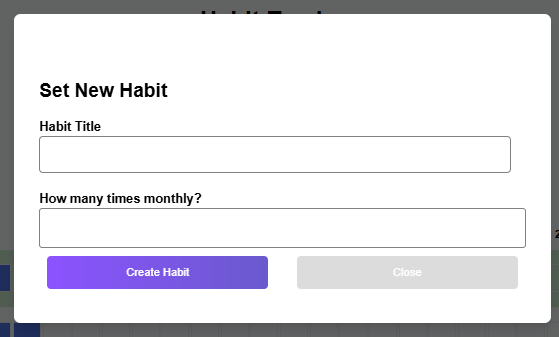 Set New Habit
Habit Title
How many times monthly?
Create Habit
Close